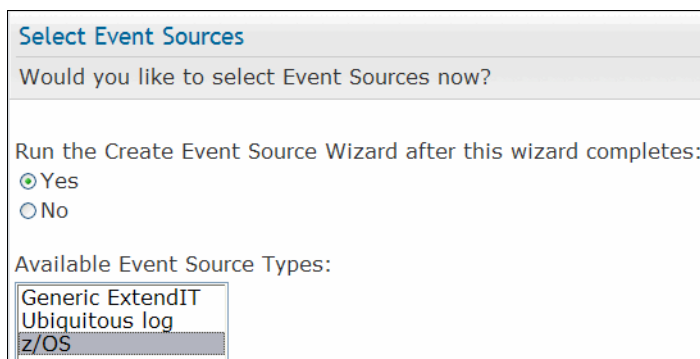 Select Event Sources
Would you like to select Event Sources now?
Run the Create Event Source Wizard after this wizard completes:
Yes
No
Available Event Source Types:
Generic ExtendIT
Ubiquitous log
z/OS